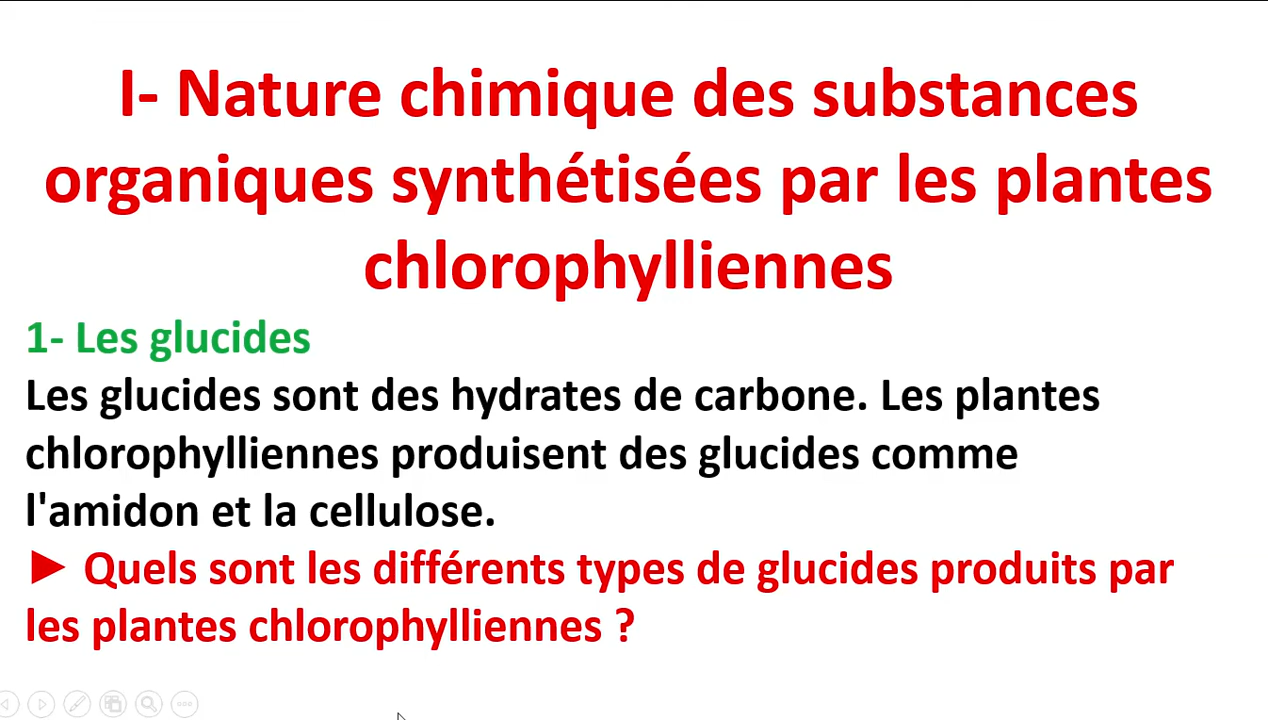 I- Nature chimique des substances
organiques synthétisées par les plantes
chlorophylliennes
1- Les glucides
Les glucides sont des hydrates de carbone. Les plantes
chlorophylliennes produisent des glucides comme
l'amidon et la cellulose.
► Quels sont les différents types de glucides produits par
les plantes chlorophylliennes ?